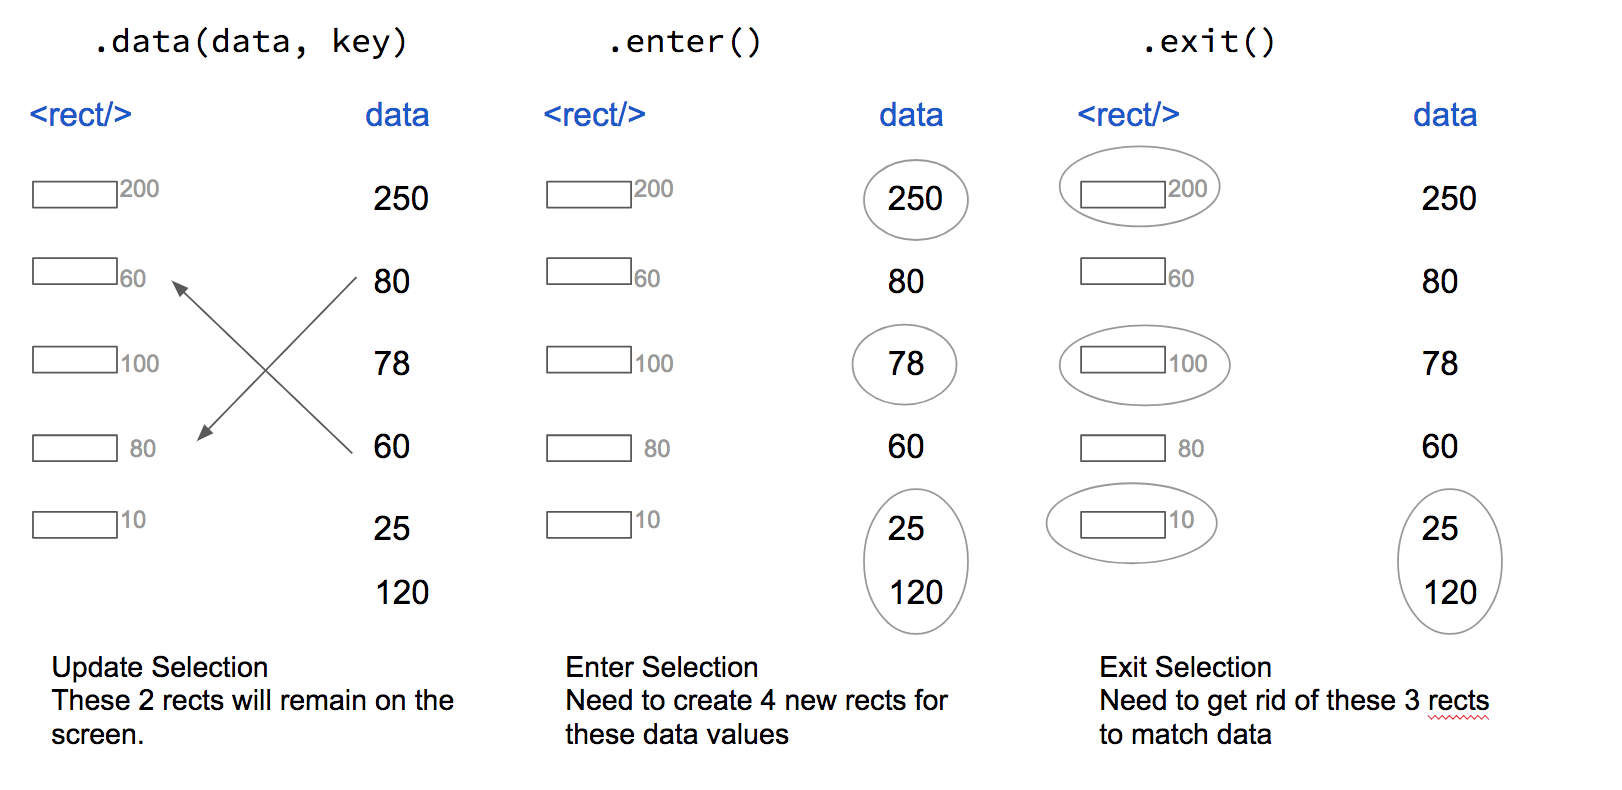 .data(data, key)
<rect/> data
200 250
60 80
100 78
80 60
10 25
120
Update Selection
These 2 rects will remain on the
screen.
.enter()
<rect/> data
200 250
60 80
100 78
80 60
10 25
120
Enter Selection
Need to create 4 new rects for
these data values
.exit()
<rect/> data
200 250
60 80
100 78
80 60
10 25
120
Exit Selection
Need to get rid of these 3 rects
to match data